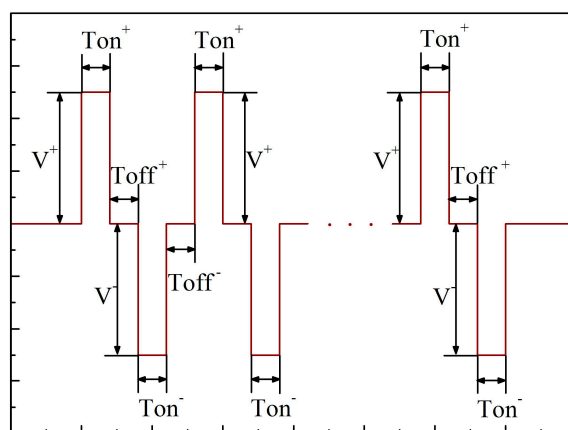 Ton⁺ Ton⁺ Ton⁺
V⁺ V⁺ V⁺
Toff⁺ Toff⁺
. . .
V⁻ Toff⁻ V⁻
Ton⁻ Ton⁻ Ton⁻